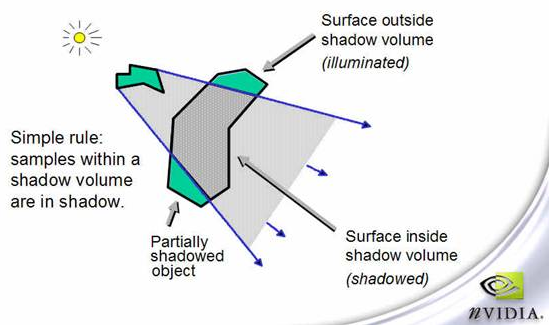 Surface outside
shadow volume
(illuminated)
Simple rule:
samples within a
shadow volume
are in shadow.
Partially
shadowed
object
Surface inside
shadow volume
(shadowed)
nVIDIA.